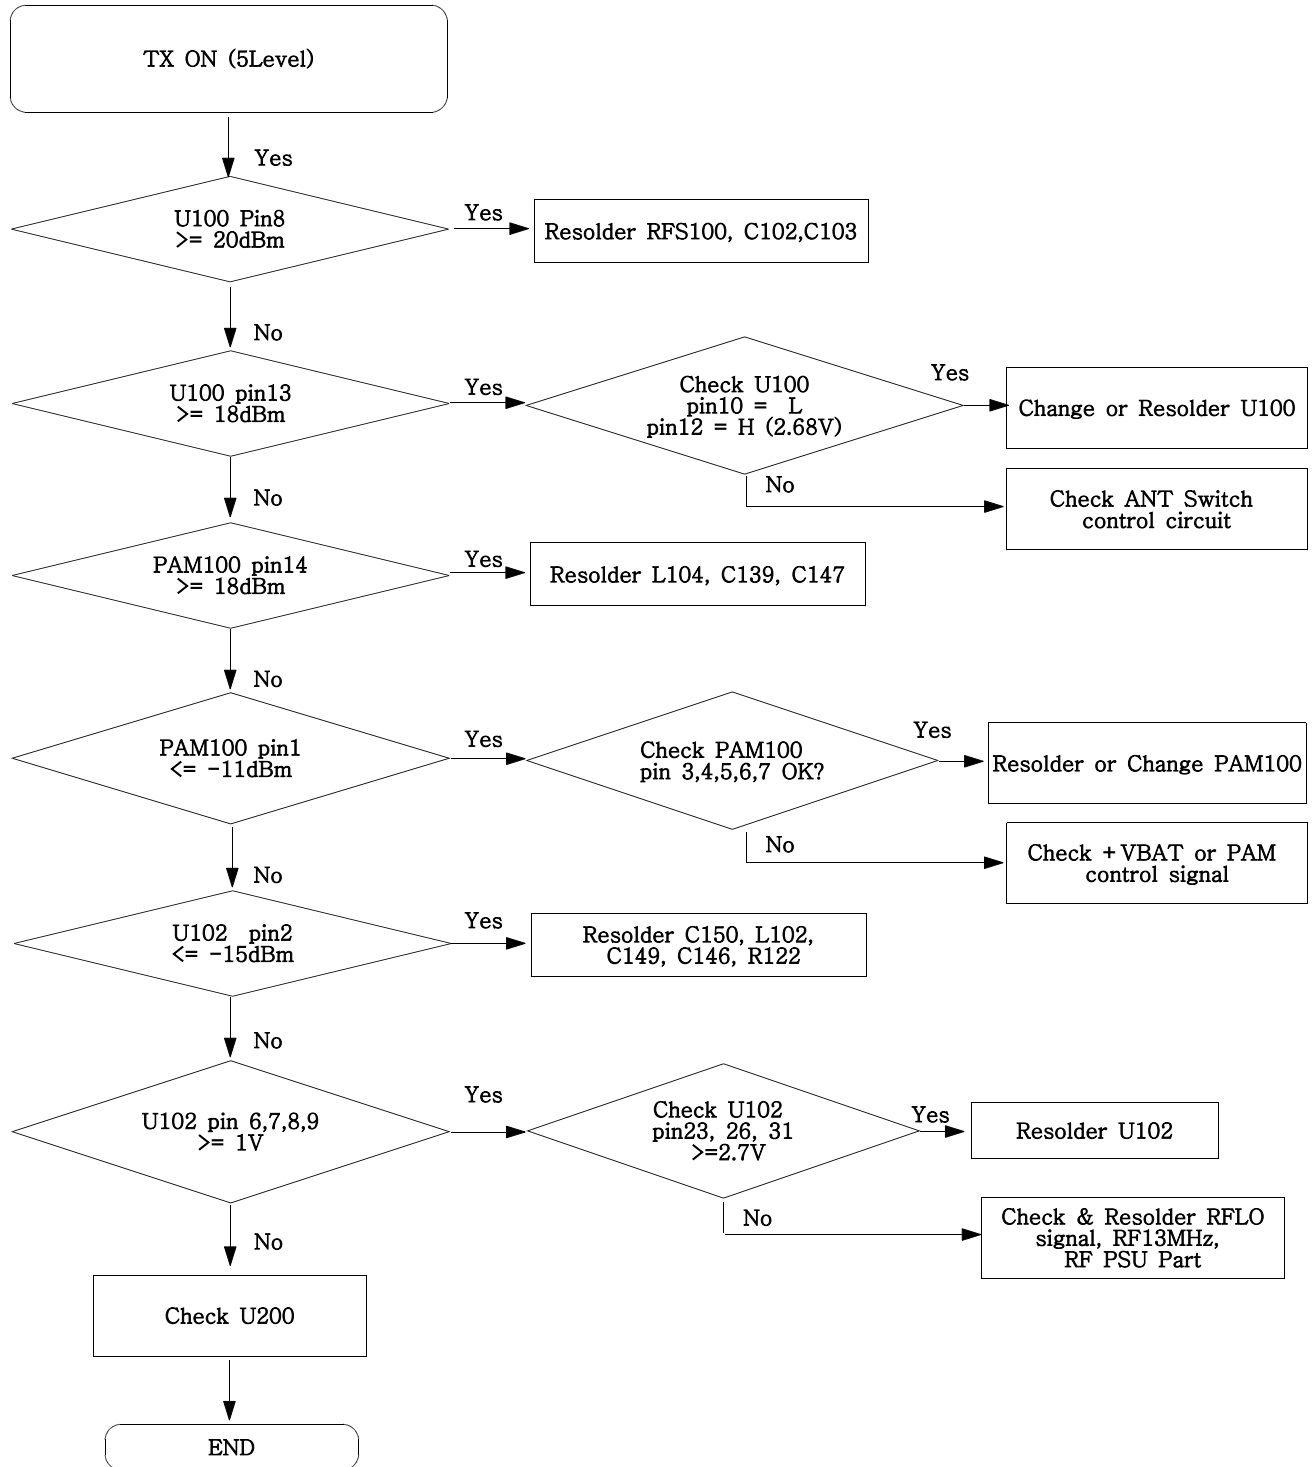 TX ON (5Level)
Yes
U100 Pin8
>= 20dBm
Yes
Resolder RFS100, C102,C103
No
U100 pin13
>= 18dBm
Yes
Check U100
pin10 = L
pin12 = H (2.68V)
Yes
Change or Resolder U100
No
Check ANT Switch
control circuit
No
PAM100 pin14
>= 18dBm
Yes
Resolder L104, C139, C147
No
PAM100 pin1
<= -11dBm
Yes
Check PAM100
pin 3,4,5,6,7 OK?
Yes
Resolder or Change PAM100
No
Check +VBAT or PAM
control signal
No
U102 pin2
<= -15dBm
Yes
Resolder C150, L102,
C149, C146, R122
No
U102 pin 6,7,8,9
>= 1V
Yes
Check U102
pin23, 26, 31
>=2.7V
Yes
Resolder U102
No
Check & Resolder RFLO
signal, RF13MHz,
RF PSU Part
No
Check U200
END